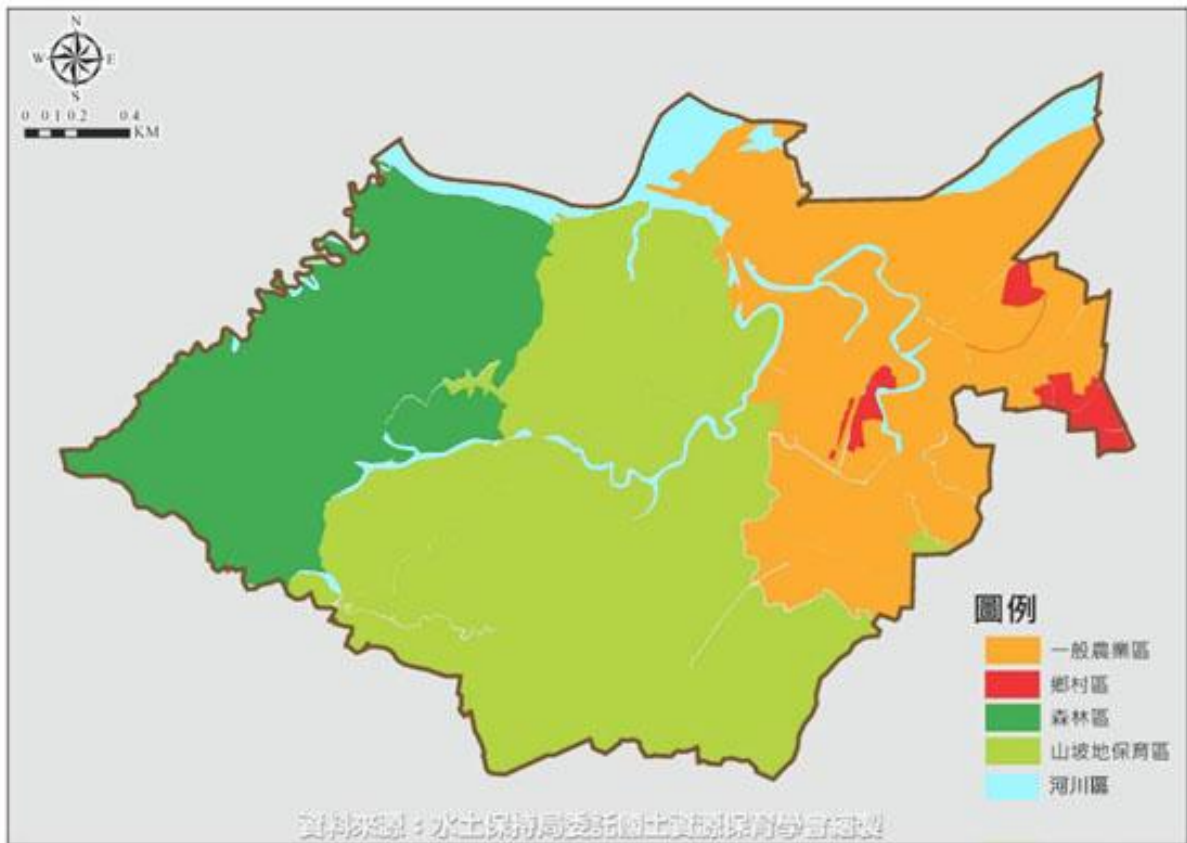 N
W E
S
0 0.1 0.2 0.4
KM
圖例
一般農業區
鄉村區
森林區
山坡地保育區
河川區
資料來源：水土保持局委託國土資源保育學會繪製